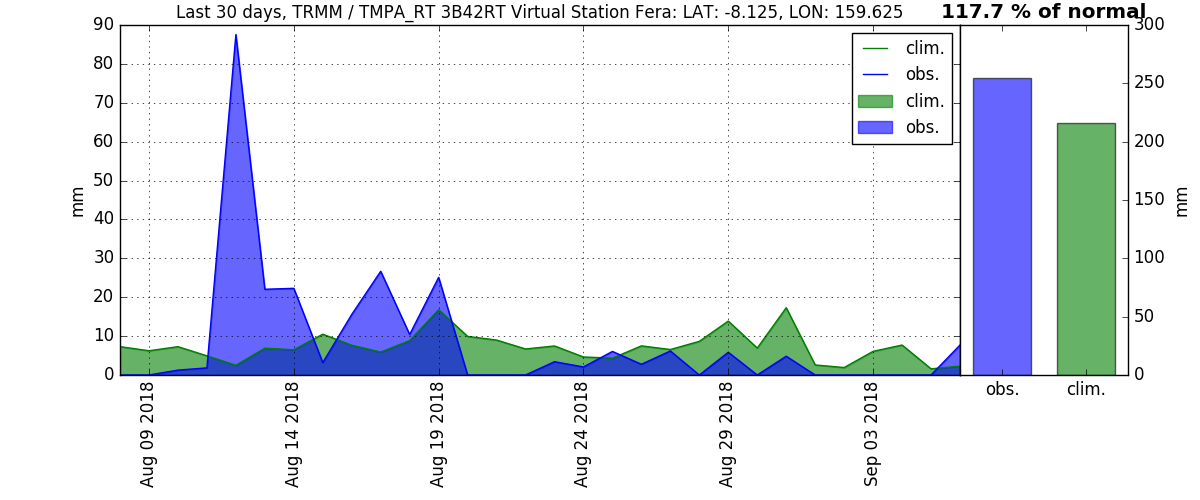 Last 30 days, TRMM / TMPA_RT 3B42RT Virtual Station Fera: LAT: -8.125, LON: 159.625
117.7 % of normal
90
80
70
60
50
40
30
20
10
0
mm
clim.
obs.
clim.
obs.
Aug 09 2018
Aug 14 2018
Aug 19 2018
Aug 24 2018
Aug 29 2018
Sep 03 2018
300
250
200
150
100
50
0
mm
obs.
clim.